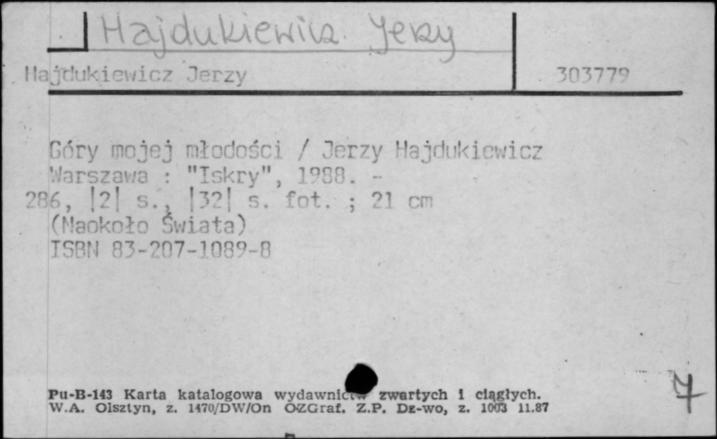 Hajdukiewicz Jerzy
Hajdukiewicz Jerzy 303779
Góry mojej młodości / Jerzy Hajdukiewicz
Warszawa : "Iskry", 1988. -
286, |2| s., |32| s. fot. ; 21 cm
(Naokoło Świata)
ISBN 83-207-1089-8
7
Pu-B-143 Karta katalogowa wydawnictw zwartych i ciągłych.
W.A. Olsztyn, z. 1470/DW/On OZGraf. Z.P. Dz-wo, z. 1003 11.87